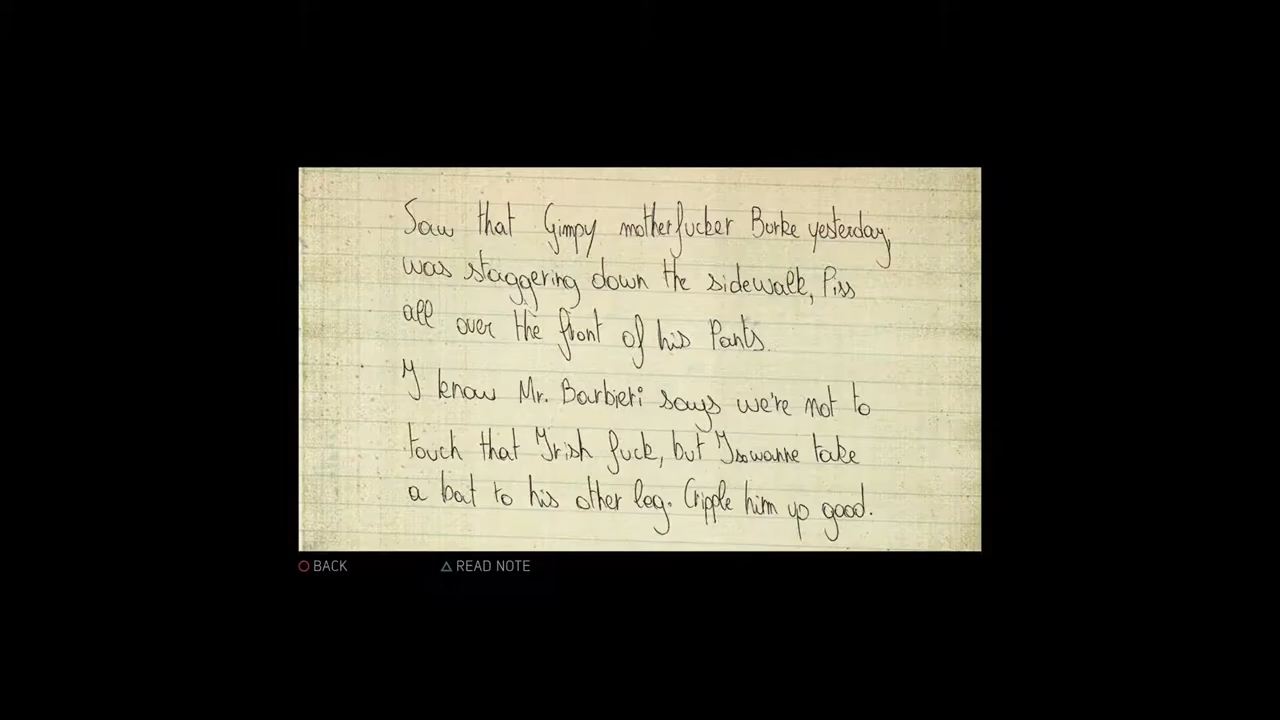 Saw that Gimpy motherfucker Burke yesterday,
was staggering down the sidewalk, Piss
all over the front of his Pants.
I know Mr. Barbieri says we're not to
touch that Irish fuck, but I so wanne take
a bat to his other leg. Cripple him up good.
BACK
READ NOTE